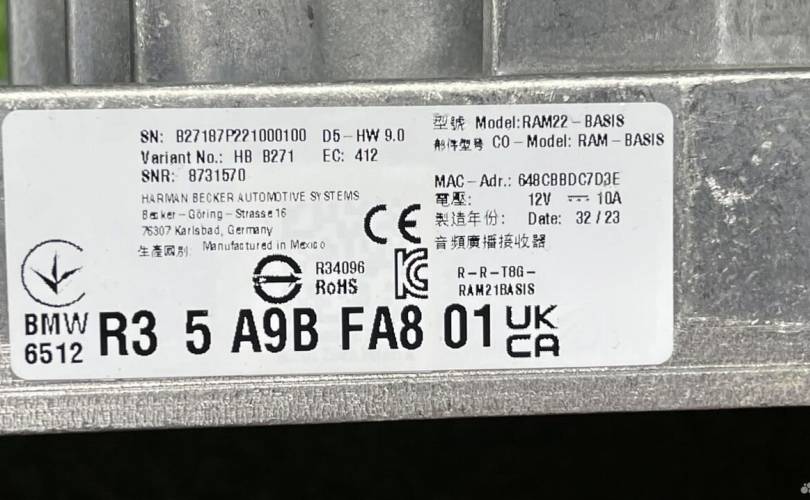 SN: B27187P221000100 D5-HW 9.0
Variant No.: HB B271 EC: 412
SNR: 8731570
HARMAN BECKER AUTOMOTIVE SYSTEMS
Becker-Göring-Strasse 16
76307 Karlsbad, Germany
生產國別: Manufactured in Mexico
型號 Model:RAM22-BASIS
部件型号 CO-Model: RAM-BASIS
MAC-Adr.: 648CBBDC7D3E
電壓: 12V 10A
製造年份: Date: 32/23
音頻廣播接收器
CE
R34096
RoHS
R-R-T8G-
RAM21BASIS
BMW
6512
R3 5 A9B FA8 01
UK
CA